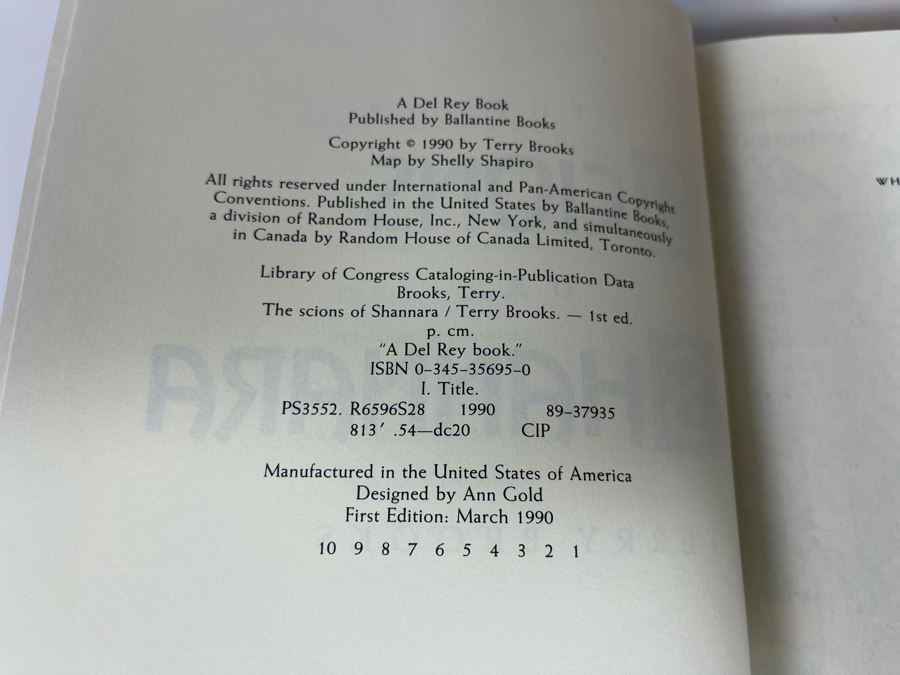 A Del Rey Book
Published by Ballantine Books
Copyright © 1990 by Terry Brooks
Map by Shelly Shapiro
All rights reserved under International and Pan-American Copyright
Conventions. Published in the United States by Ballantine Books,
a division of Random House, Inc., New York, and simultaneously
in Canada by Random House of Canada Limited, Toronto.
Library of Congress Cataloging-in-Publication Data
Brooks, Terry.
The scions of Shannara / Terry Brooks. — 1st ed.
p. cm.
"A Del Rey book."
ISBN 0–345–35695–0
I. Title.
PS3552. R6596S28 1990 89–37935
813′ .54—dc20 CIP
Manufactured in the United States of America
Designed by Ann Gold
First Edition: March 1990
10 9 8 7 6 5 4 3 2 1